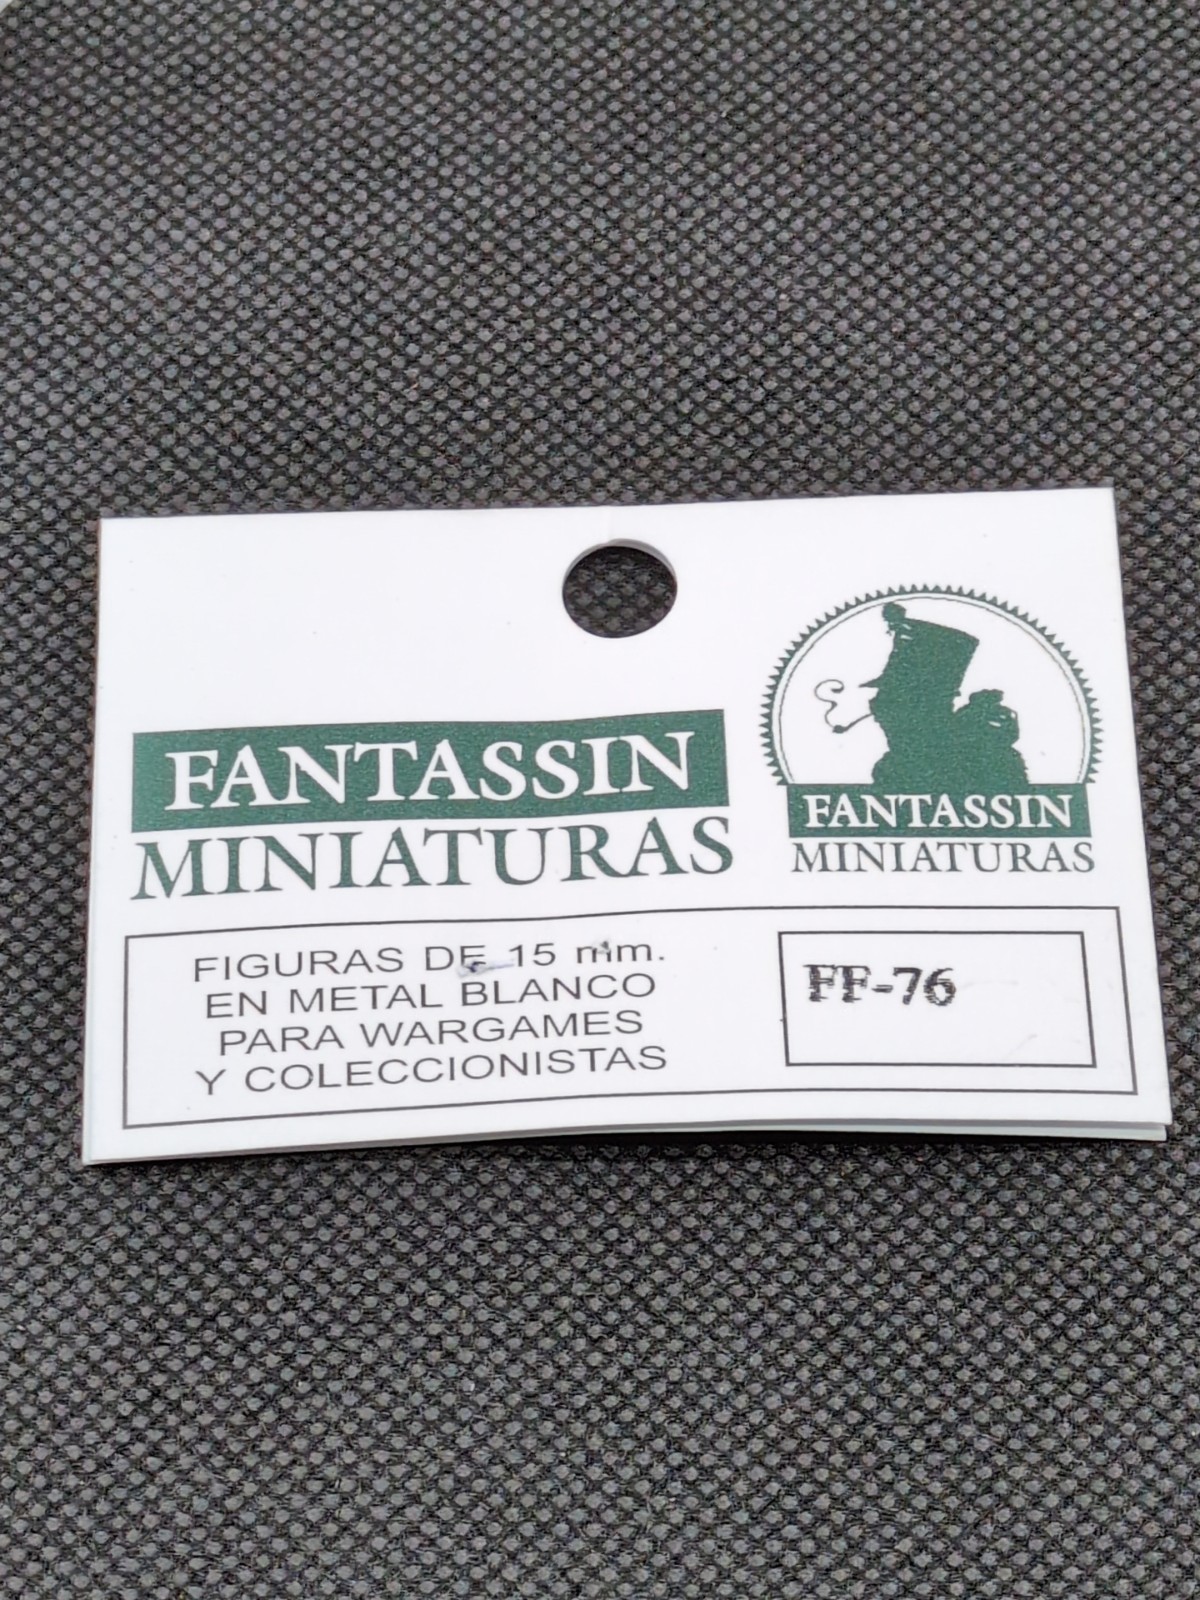 FANTASSIN
MINIATURAS
FANTASSIN
MINIATURAS
FIGURAS DE 15 mm.
EN METAL BLANCO
PARA WARGAMES
Y COLECCIONISTAS
FF-76